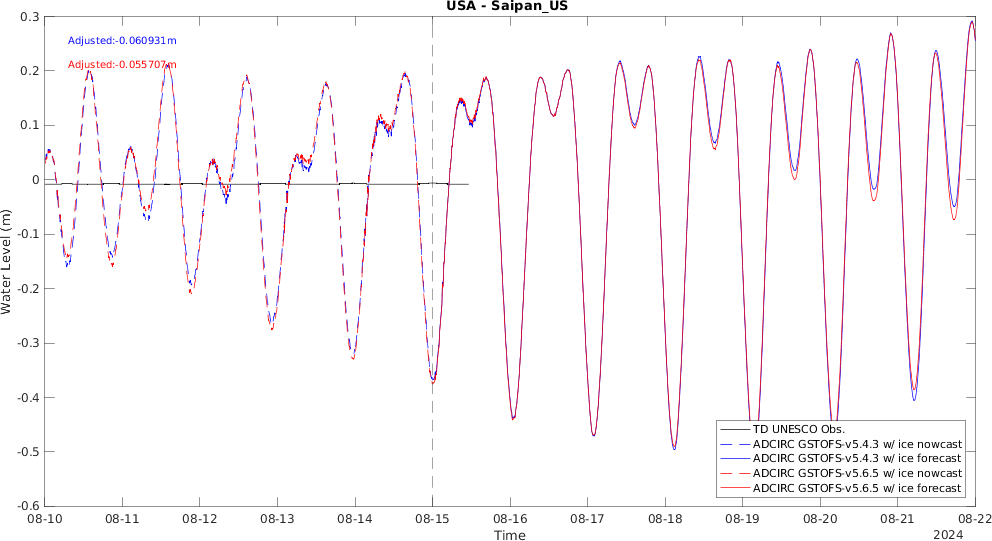 USA - Saipan_US
Adjusted:-0.060931m
Adjusted:-0.055707m
Water Level (m)
0.3
0.2
0.1
0
-0.1
-0.2
-0.3
-0.4
-0.5
-0.6
TD UNESCO Obs.
ADCIRC GSTOFS-v5.4.3 w/ ice nowcast
ADCIRC GSTOFS-v5.4.3 w/ ice forecast
ADCIRC GSTOFS-v5.6.5 w/ ice nowcast
ADCIRC GSTOFS-v5.6.5 w/ ice forecast
08-10 08-11 08-12 08-13 08-14 08-15 08-16 08-17 08-18 08-19 08-20 08-21 08-22
Time
2024